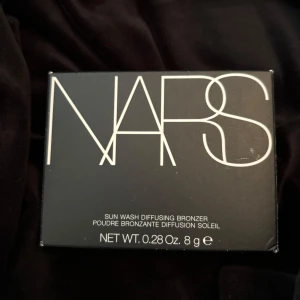 NARS
SUN WASH DIFFUSING BRONZER
POUDRE BRONZANTE DIFFUSION SOLEIL
NET WT. 0.28 Oz. 8 g ℮